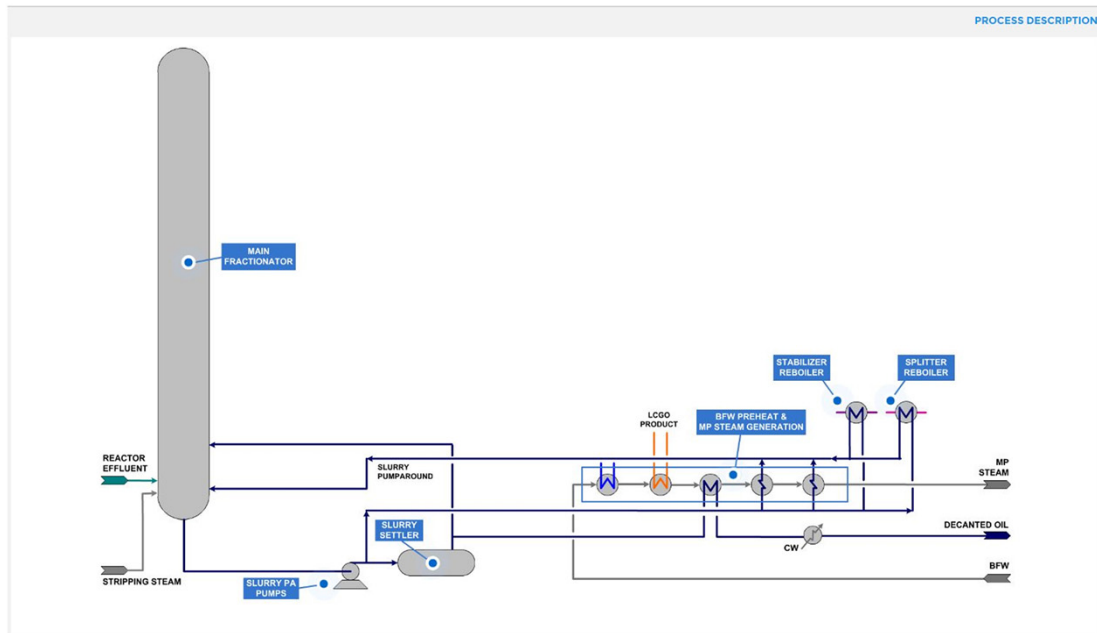 PROCESS DESCRIPTION
MAIN
FRACTIONATOR
STABILIZER
REBOILER
SPLITTER
REBOILER
LCGO
PRODUCT
BFW PREHEAT &
MP STEAM GENERATION
REACTOR
EFFLUENT
SLURRY
PUMPAROUND
MP
STEAM
SLURRY
SETTLER
DECANTED OIL
CW
STRIPPING STEAM
SLURRY PA
PUMPS
BFW